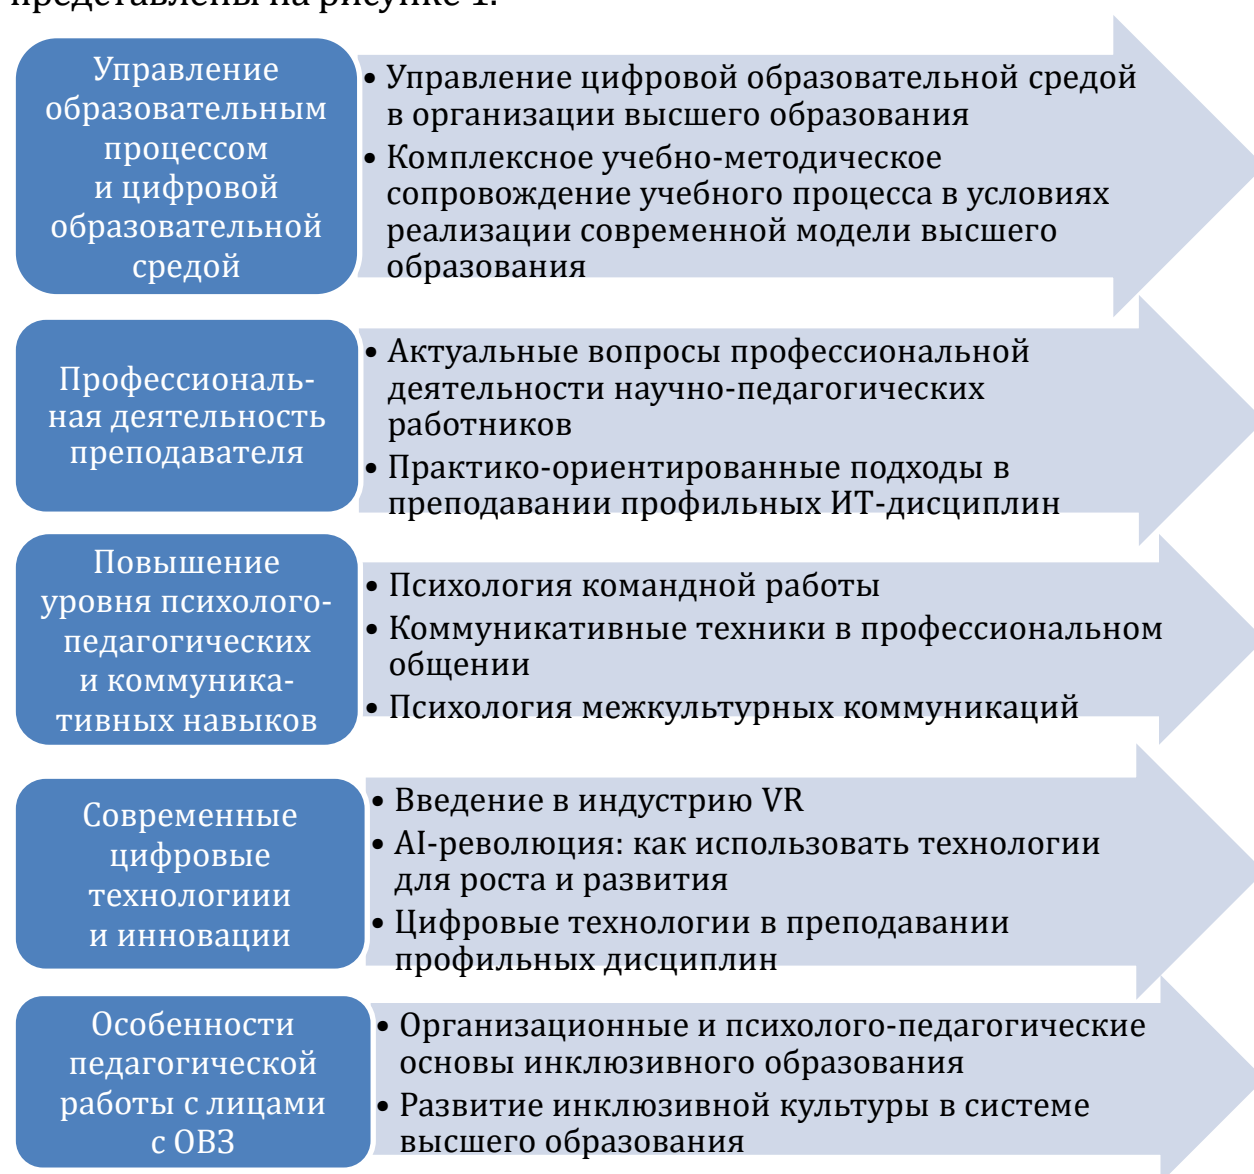 представлены на рисунке 1.
Управление
образовательным
процессом
и цифровой
образовательной
средой
• Управление цифровой образовательной средой
в организации высшего образования
• Комплексное учебно-методическое
сопровождение учебного процесса в условиях
реализации современной модели высшего
образования
Профессиональ-
ная деятельность
преподавателя
• Актуальные вопросы профессиональной
деятельности научно-педагогических
работников
• Практико-ориентированные подходы в
преподавании профильных ИТ-дисциплин
Повышение
уровня психолого-
педагогических
и коммуника-
тивных навыков
• Психология командной работы
• Коммуникативные техники в профессиональном
общении
• Психология межкультурных коммуникаций
Современные
цифровые
технологиии
и инновации
• Введение в индустрию VR
• AI-революция: как использовать технологии
для роста и развития
• Цифровые технологии в преподавании
профильных дисциплин
Особенности
педагогической
работы с лицами
с ОВЗ
• Организационные и психолого-педагогические
основы инклюзивного образования
• Развитие инклюзивной культуры в системе
высшего образования